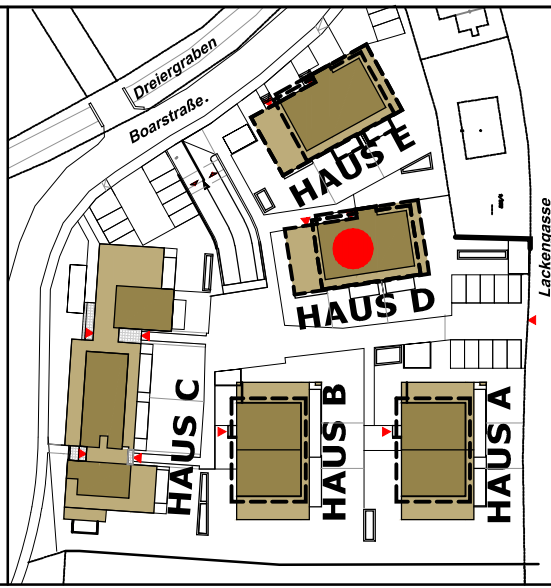 Dreiergraben
Boarstraße.
HAUS E
Lackengasse
HAUS D
HAUS C
HAUS B
HAUS A